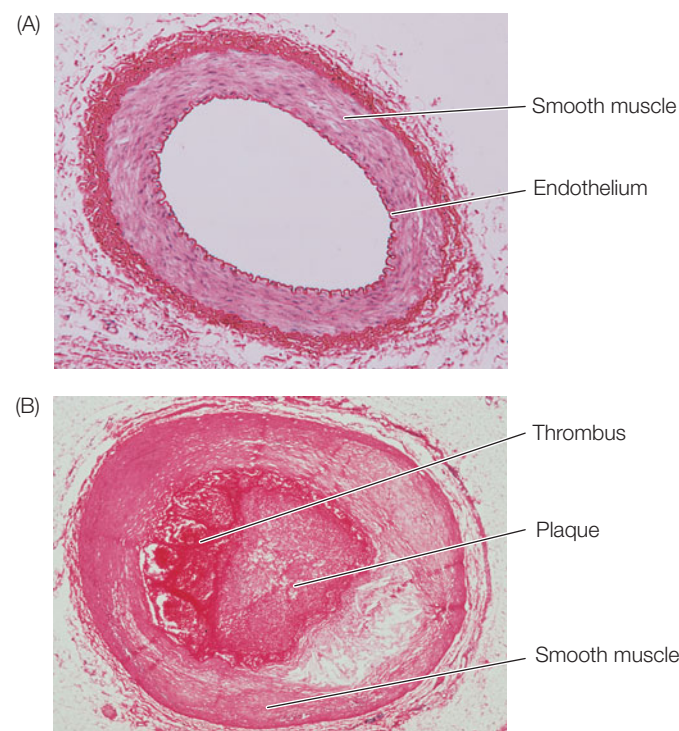 (A)
Smooth muscle
Endothelium
(B)
Thrombus
Plaque
Smooth muscle